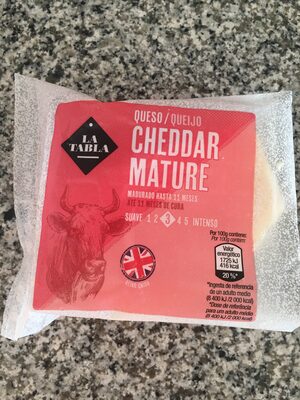 QUESO / QUEIJO
LA
TABLA
CHEDDAR
MATURE
MADURADO HASTA 11 MESES
ATÉ 11 MESES DE CURA
SUAVE 1 2 3 4 5 INTENSO
REINO UNIDO
Por 100g contiene:
Por 100g contém:
Valor
energético
1725 kJ
416 kcal
20 %*
*Ingesta de referencia
de un adulto medio
(8 400 kJ /2 000 kcal)
*Dose de referência
para um adulto médio
(8 400 kJ /2 000 kcal)